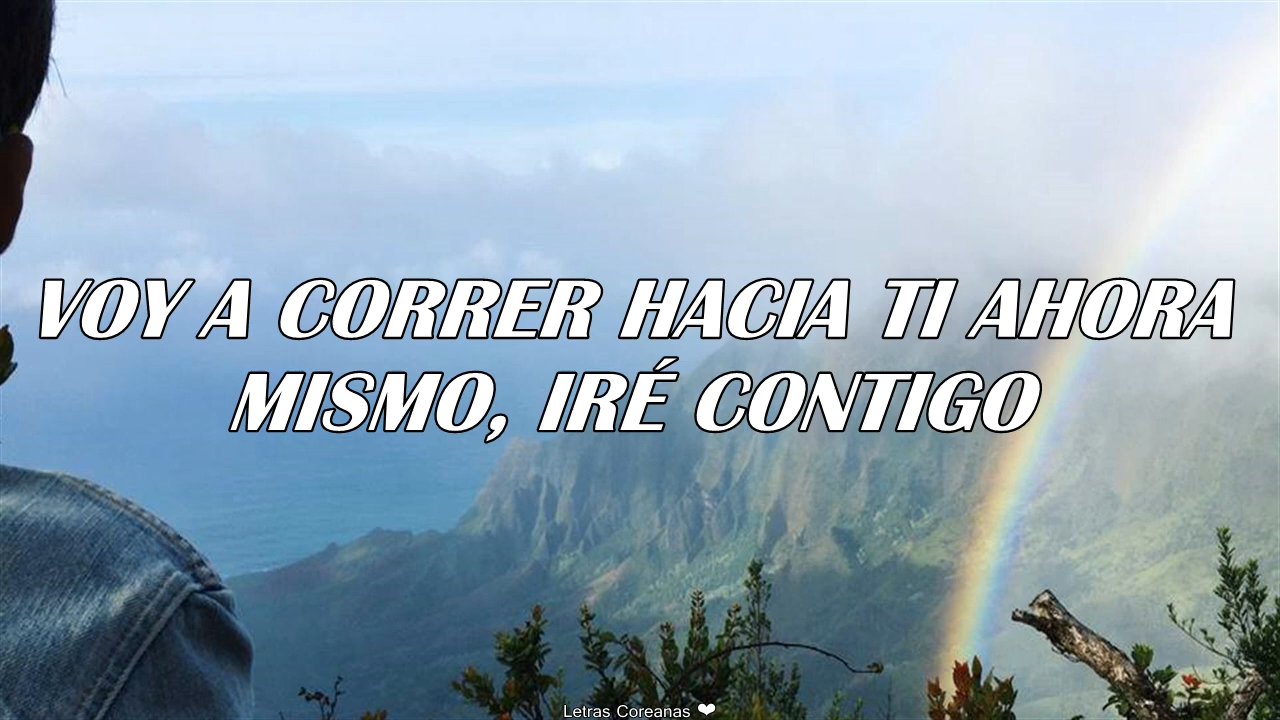 VOY A CORRER HACIA TI AHORA
MISMO, IRÉ CONTIGO
Letras Coreanas ❤